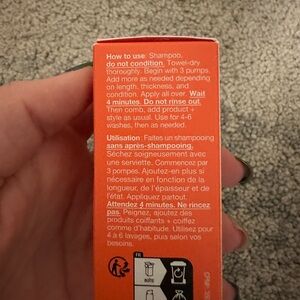 How to use: Shampoo,
do not condition. Towel-dry
thoroughly. Begin with 3 pumps.
Add more as needed depending
on length, thickness, and
condition. Apply all over. Wait
4 minutes. Do not rinse out.
Then comb, add product +
style as usual. Use for 4-6
washes, then as needed.
Utilisation : Faites un shampooing
sans après-shampooing.
Séchez soigneusement avec
une serviette. Commencez par
3 pompes. Ajoutez-en plus si
nécessaire en fonction de la
longueur, de l'épaisseur et de
l'état. Appliquez partout.
Attendez 4 minutes. Ne rincez
pas. Peignez, ajoutez des
produits coiffants + coiffez
comme d'habitude. Utilisez pour
4 à 6 lavages, puis selon vos
besoins.
FR